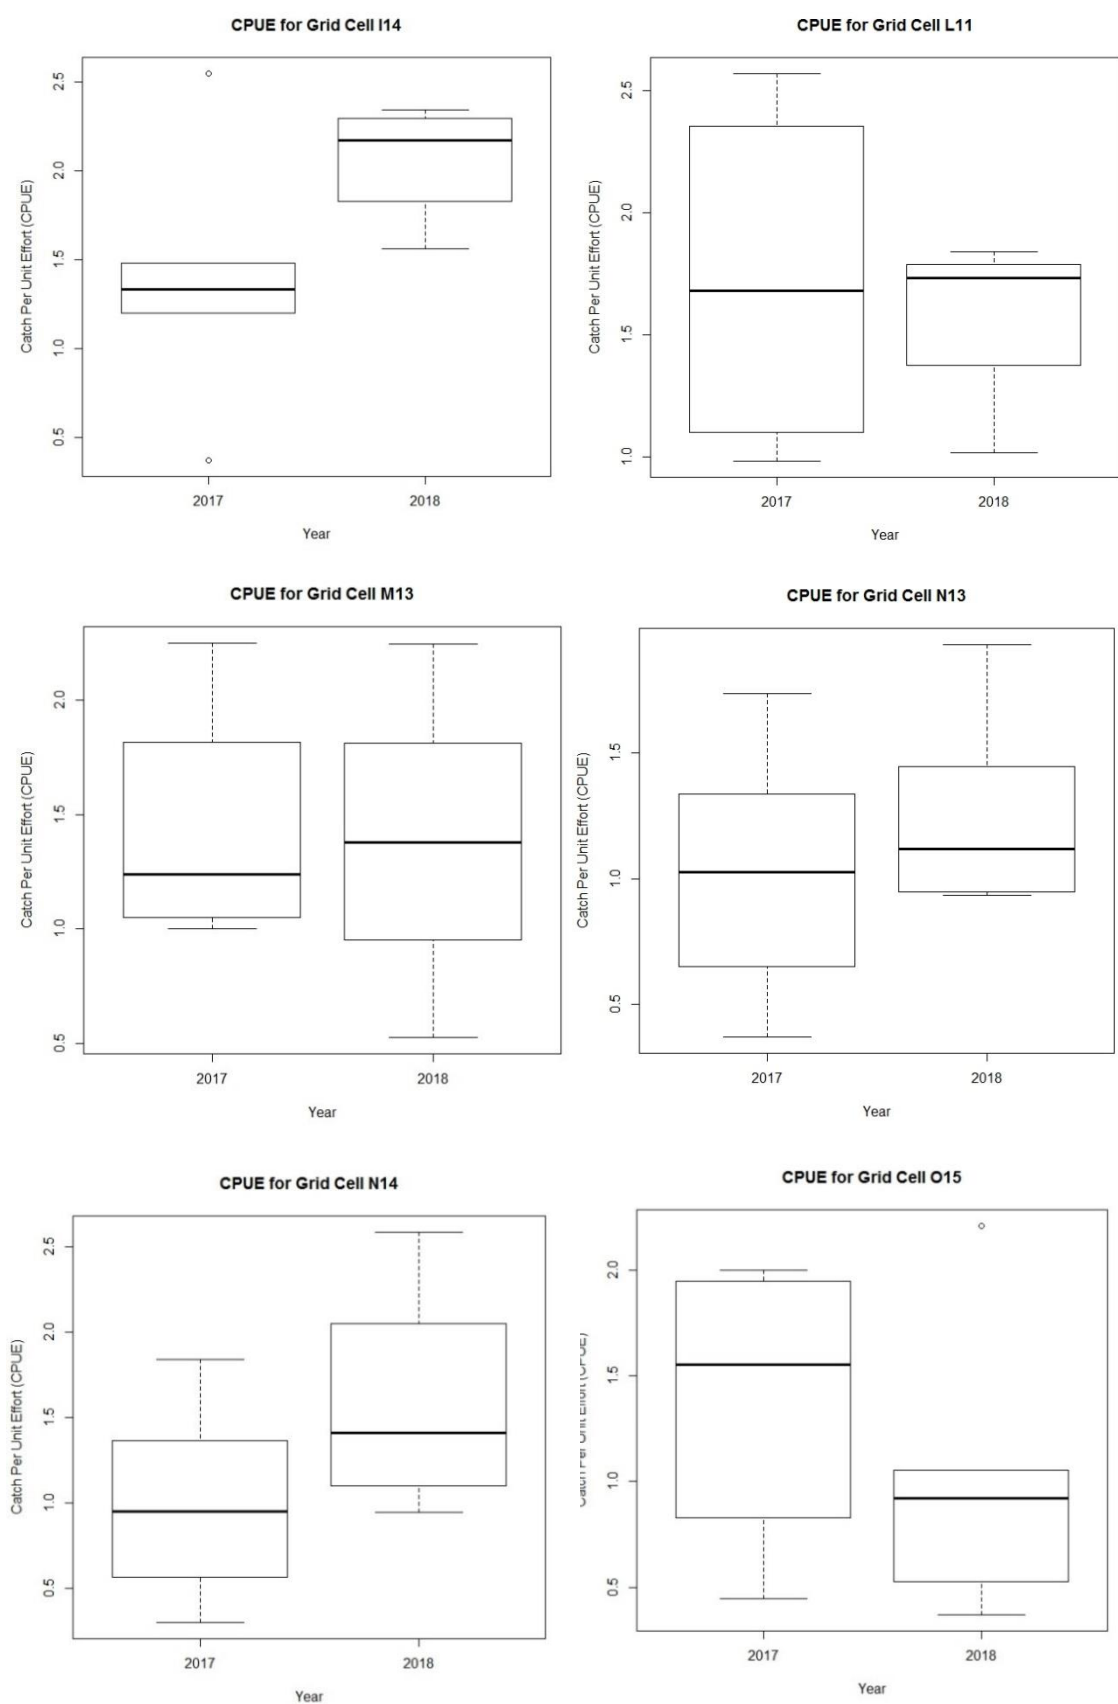 CPUE for Grid Cell I14
Catch Per Unit Effort (CPUE)
2.5
2.0
1.5
1.0
0.5
2017 2018
Year
CPUE for Grid Cell L11
Catch Per Unit Effort (CPUE)
2.5
2.0
1.5
1.0
2017 2018
Year
CPUE for Grid Cell M13
Catch Per Unit Effort (CPUE)
2.0
1.5
1.0
0.5
2017 2018
Year
CPUE for Grid Cell N13
Catch Per Unit Effort (CPUE)
1.5
1.0
0.5
2017 2018
Year
CPUE for Grid Cell N14
Catch Per Unit Effort (CPUE)
2.5
2.0
1.5
1.0
0.5
2017 2018
Year
CPUE for Grid Cell O15
Catch Per Unit Effort (CPUE)
2.0
1.5
1.0
0.5
2017 2018
Year